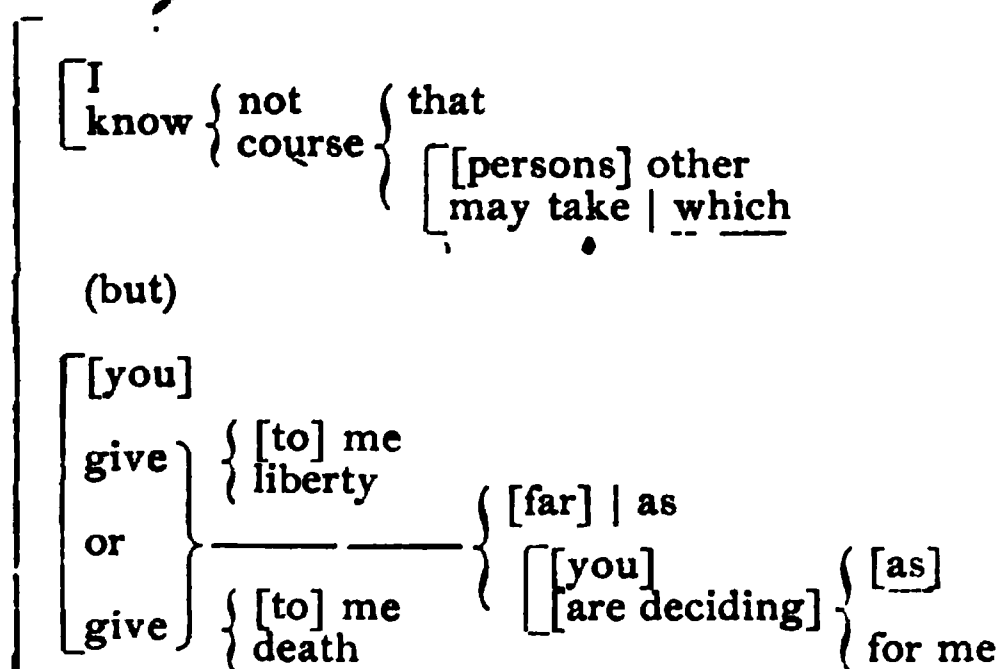 I
know not that
course
[persons] other
may take | which
(but)
[you]
give [to] me
liberty
[far] | as
or
[you] [as]
[are deciding]
give [to] me
death for me